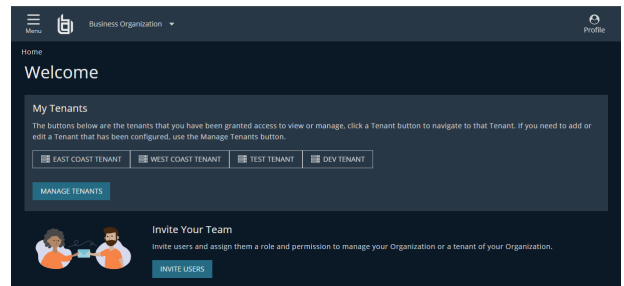 Menu
Business Organization
Profile
Home
Welcome
My Tenants
The buttons below are the tenants that you have been granted access to view or manage, click a Tenant button to navigate to that Tenant. If you need to add or
edit a Tenant that has been configured, use the Manage Tenants button.
EAST COAST TENANT WEST COAST TENANT TEST TENANT DEV TENANT
MANAGE TENANTS
Invite Your Team
Invite users and assign them a role and permission to manage your Organization or a tenant of your Organization.
INVITE USERS